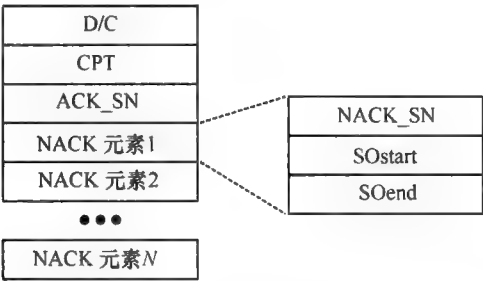 D/C
CPT
ACK_SN
NACK 元素1
NACK 元素2
•••
NACK 元素N
NACK_SN
SOstart
SOend